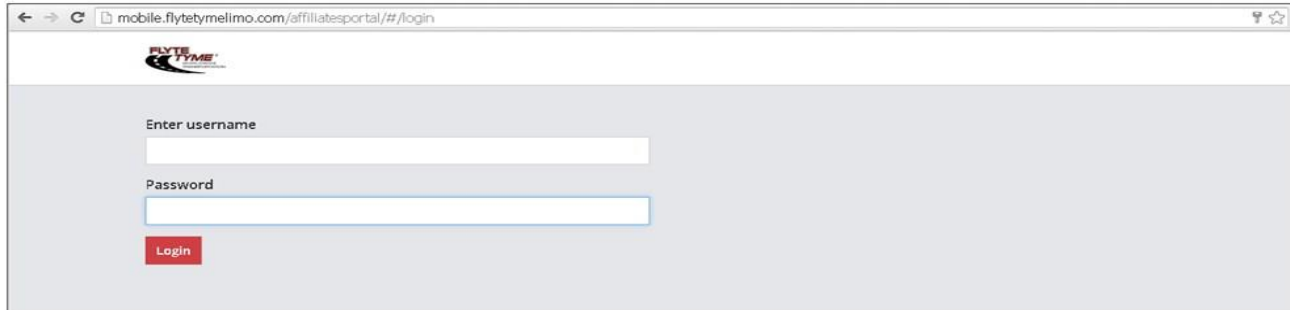 mobile.flytetymelimo.com/affiliatesportal/#/login
FLYTE
TYME
Enter username
Password
Login